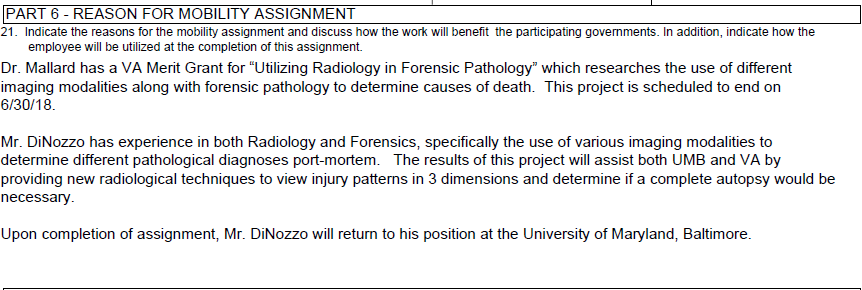 PART 6 - REASON FOR MOBILITY ASSIGNMENT
21. Indicate the reasons for the mobility assignment and discuss how the work will benefit the participating governments. In addition, indicate how the
employee will be utilized at the completion of this assignment.
Dr. Mallard has a VA Merit Grant for “Utilizing Radiology in Forensic Pathology” which researches the use of different
imaging modalities along with forensic pathology to determine causes of death. This project is scheduled to end on
6/30/18.
Mr. DiNozzo has experience in both Radiology and Forensics, specifically the use of various imaging modalities to
determine different pathological diagnoses port-mortem. The results of this project will assist both UMB and VA by
providing new radiological techniques to view injury patterns in 3 dimensions and determine if a complete autopsy would be
necessary.
Upon completion of assignment, Mr. DiNozzo will return to his position at the University of Maryland, Baltimore.